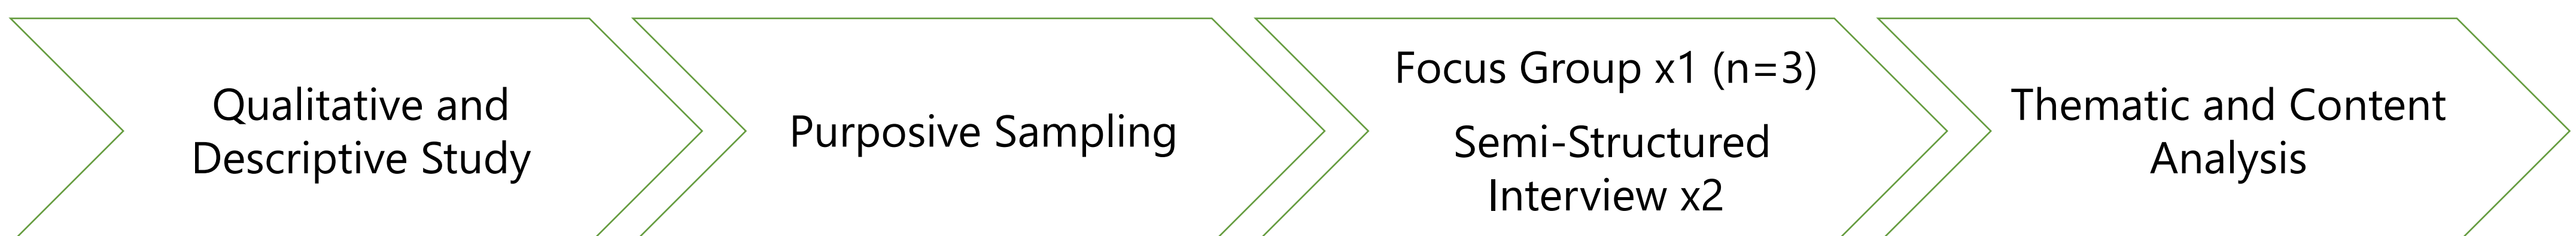 Qualitative and
Descriptive Study
Purposive Sampling
Focus Group x1 (n=3)
Semi-Structured
Interview x2
Thematic and Content
Analysis